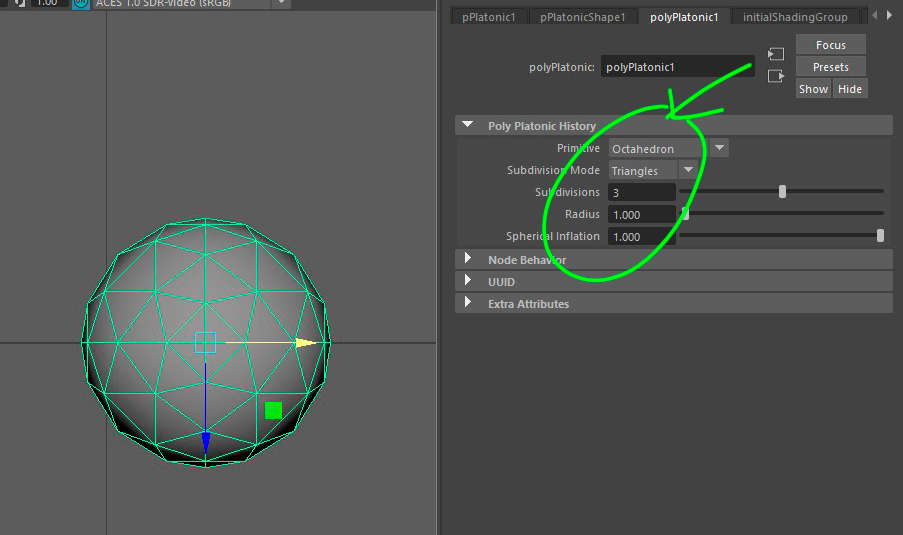 1.00 ACES 1.0 SDR-video (sRGB)
pPlatonic1 pPlatonicShape1 polyPlatonic1 initialShadingGroup
Focus
polyPlatonic: polyPlatonic1 Presets
Show Hide
Poly Platonic History
Primitive Octahedron
Subdivision Mode Triangles
Subdivisions 3
Radius 1.000
Spherical Inflation 1.000
Node Behavior
UUID
Extra Attributes